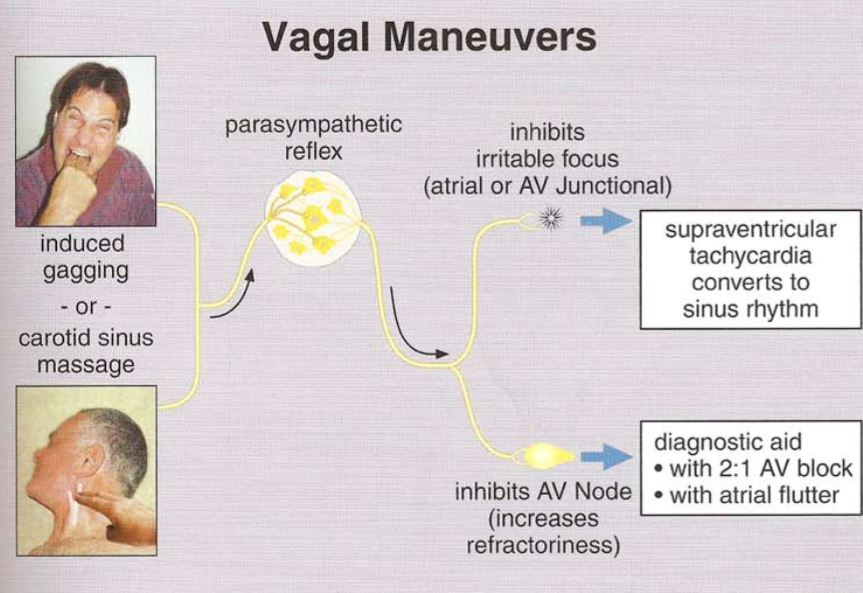 Vagal Maneuvers
parasympathetic
reflex
inhibits
irritable focus
(atrial or AV Junctional)
supraventricular
tachycardia
converts to
sinus rhythm
induced
gagging
- or -
carotid sinus
massage
inhibits AV Node
(increases
refractoriness)
diagnostic aid
• with 2:1 AV block
• with atrial flutter